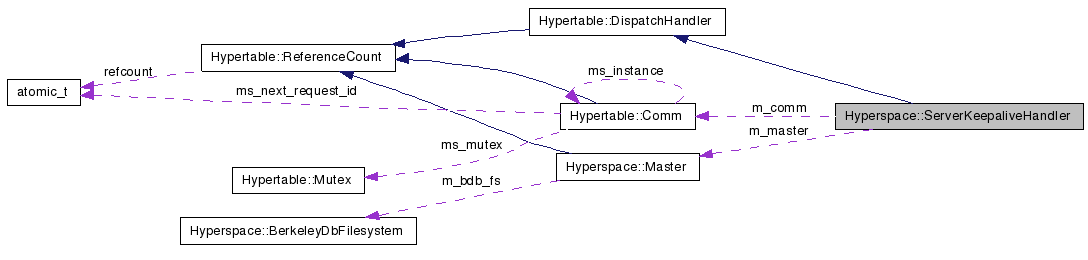 Hypertable::DispatchHandler
Hypertable::ReferenceCount
refcount
ms_instance
atomic_t
ms_next_request_id
m_comm
Hypertable::Comm
Hyperspace::ServerKeepaliveHandler
m_master
ms_mutex
Hyperspace::Master
Hypertable::Mutex
m_bdb_fs
Hyperspace::BerkeleyDbFilesystem